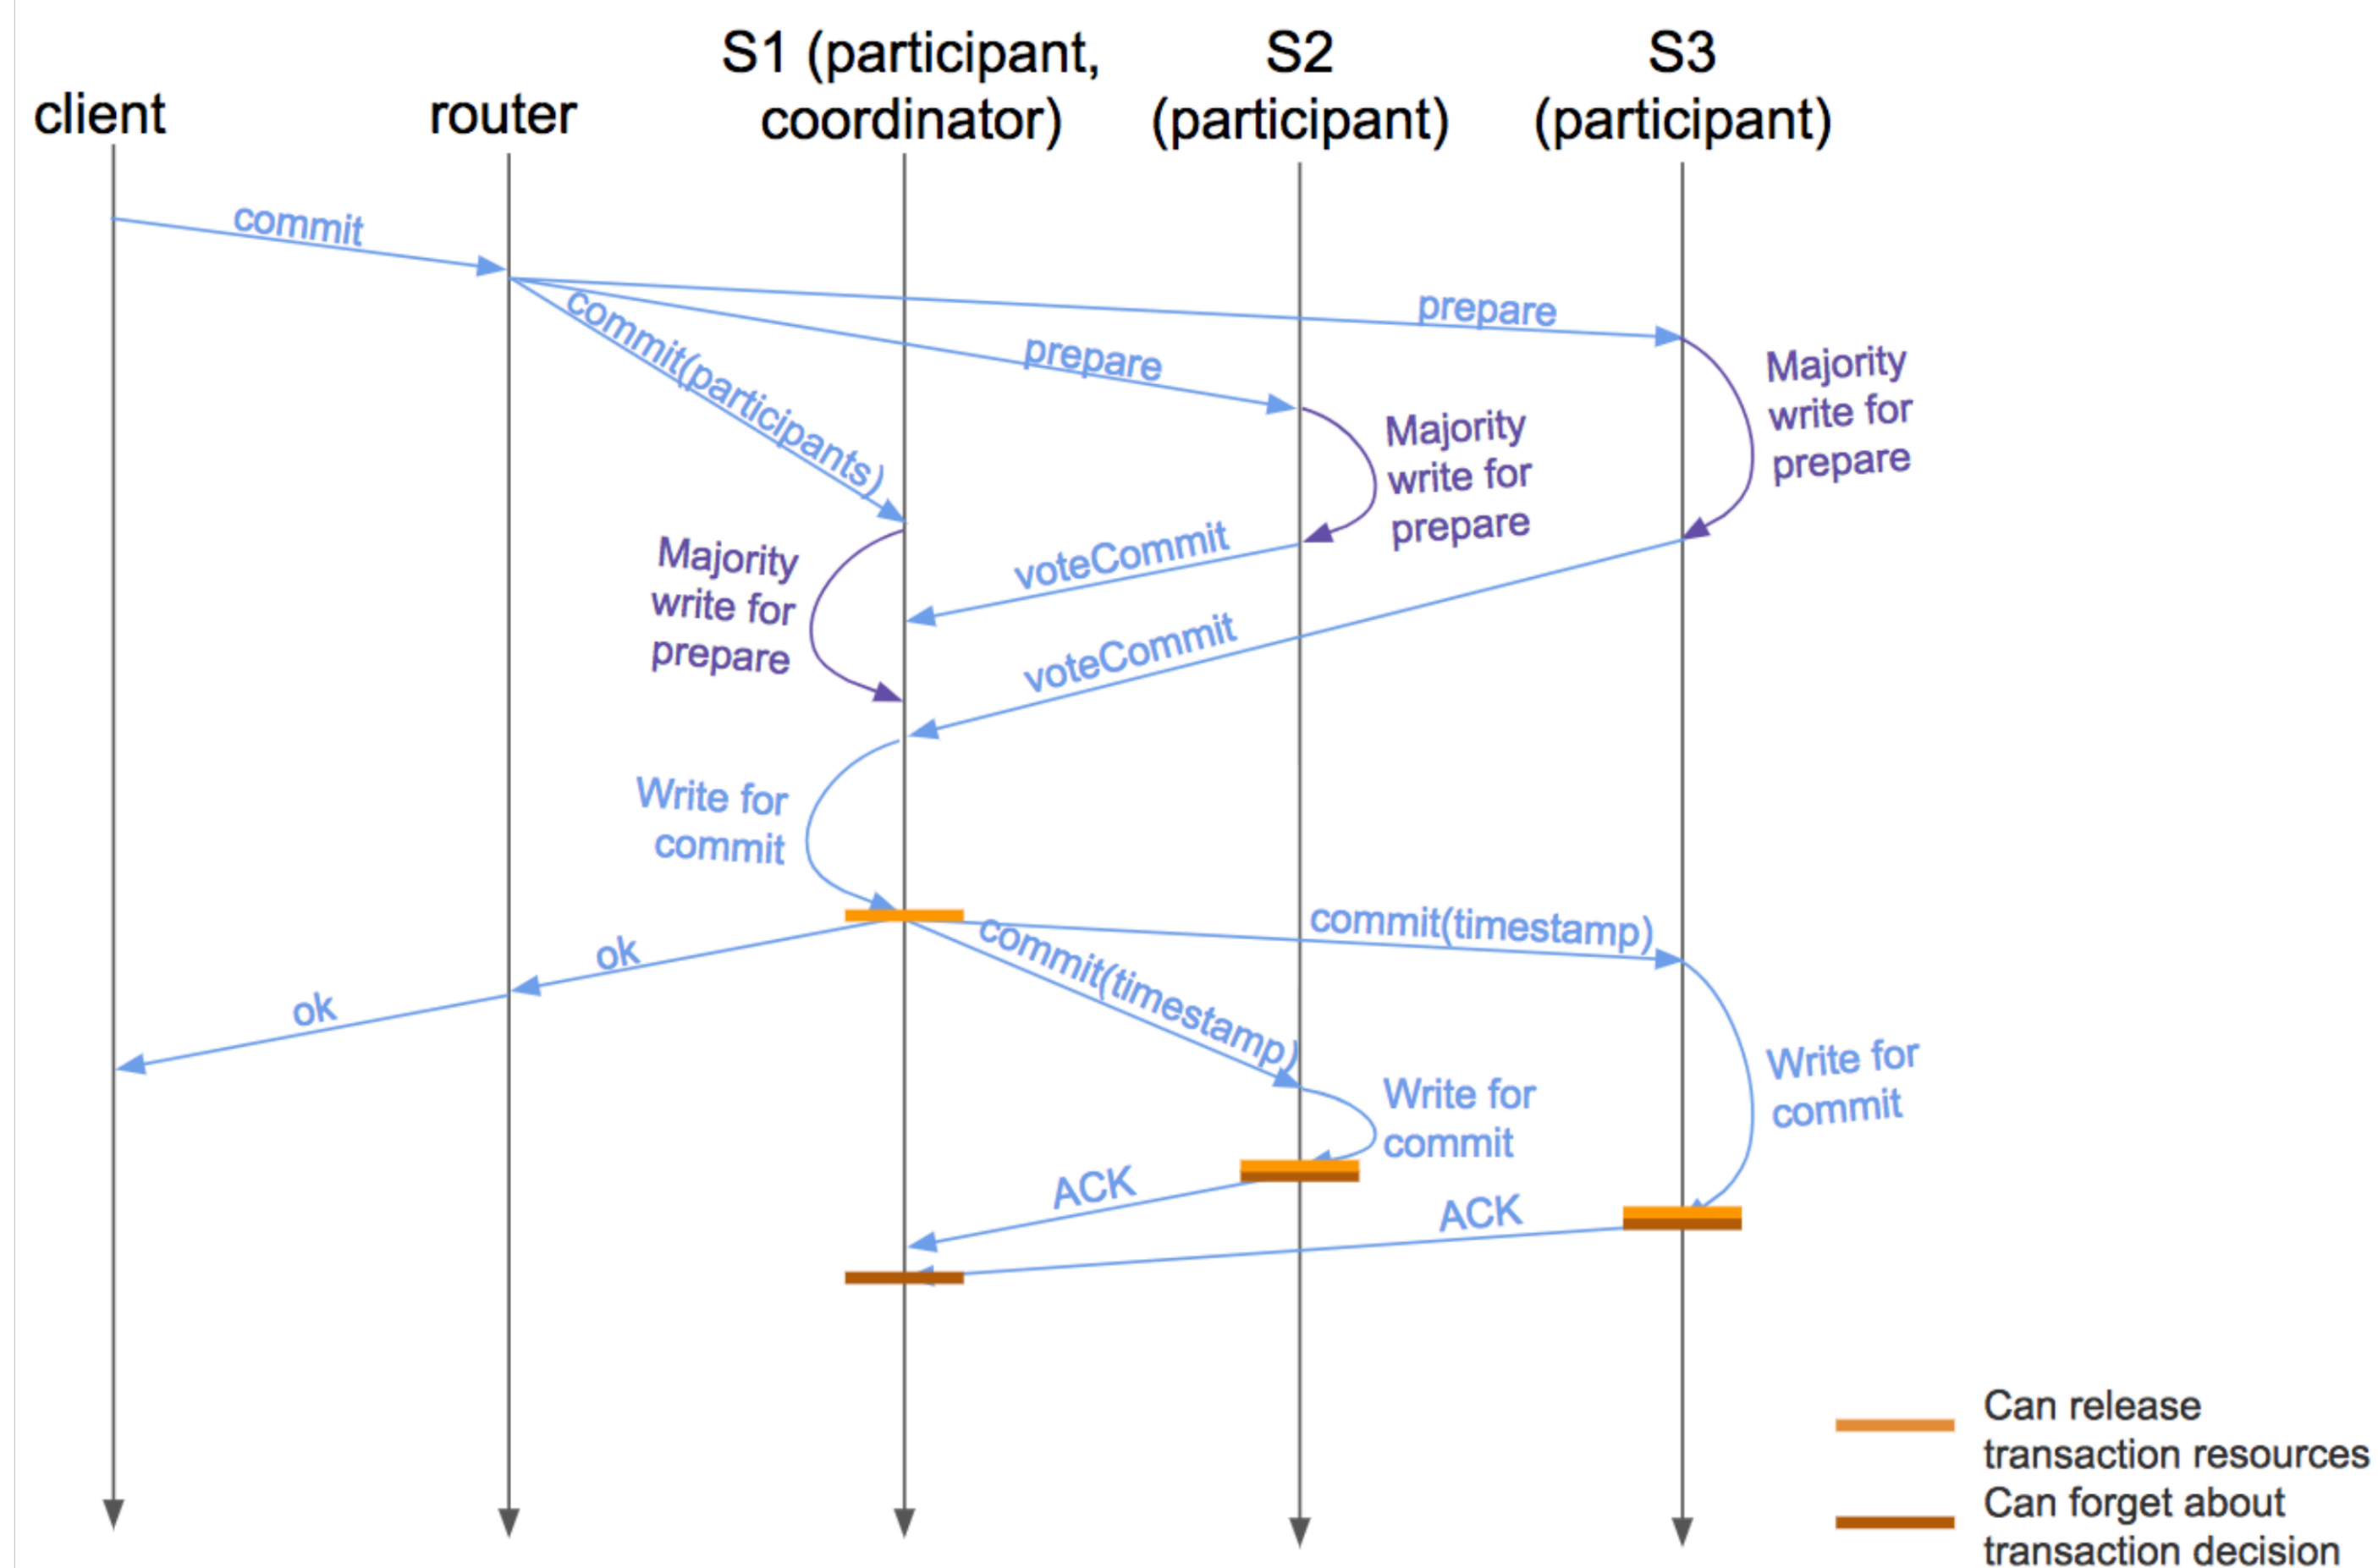 client
router
S1 (participant,
coordinator)
S2
(participant)
S3
(participant)
commit
prepare
prepare
commit(participants)
Majority
write for
prepare
Majority
write for
prepare
Majority
write for
prepare
voteCommit
voteCommit
Write for
commit
commit(timestamp)
commit(timestamp)
ok
ok
Write for
commit
Write for
commit
ACK
ACK
Can release
transaction resources
Can forget about
transaction decision